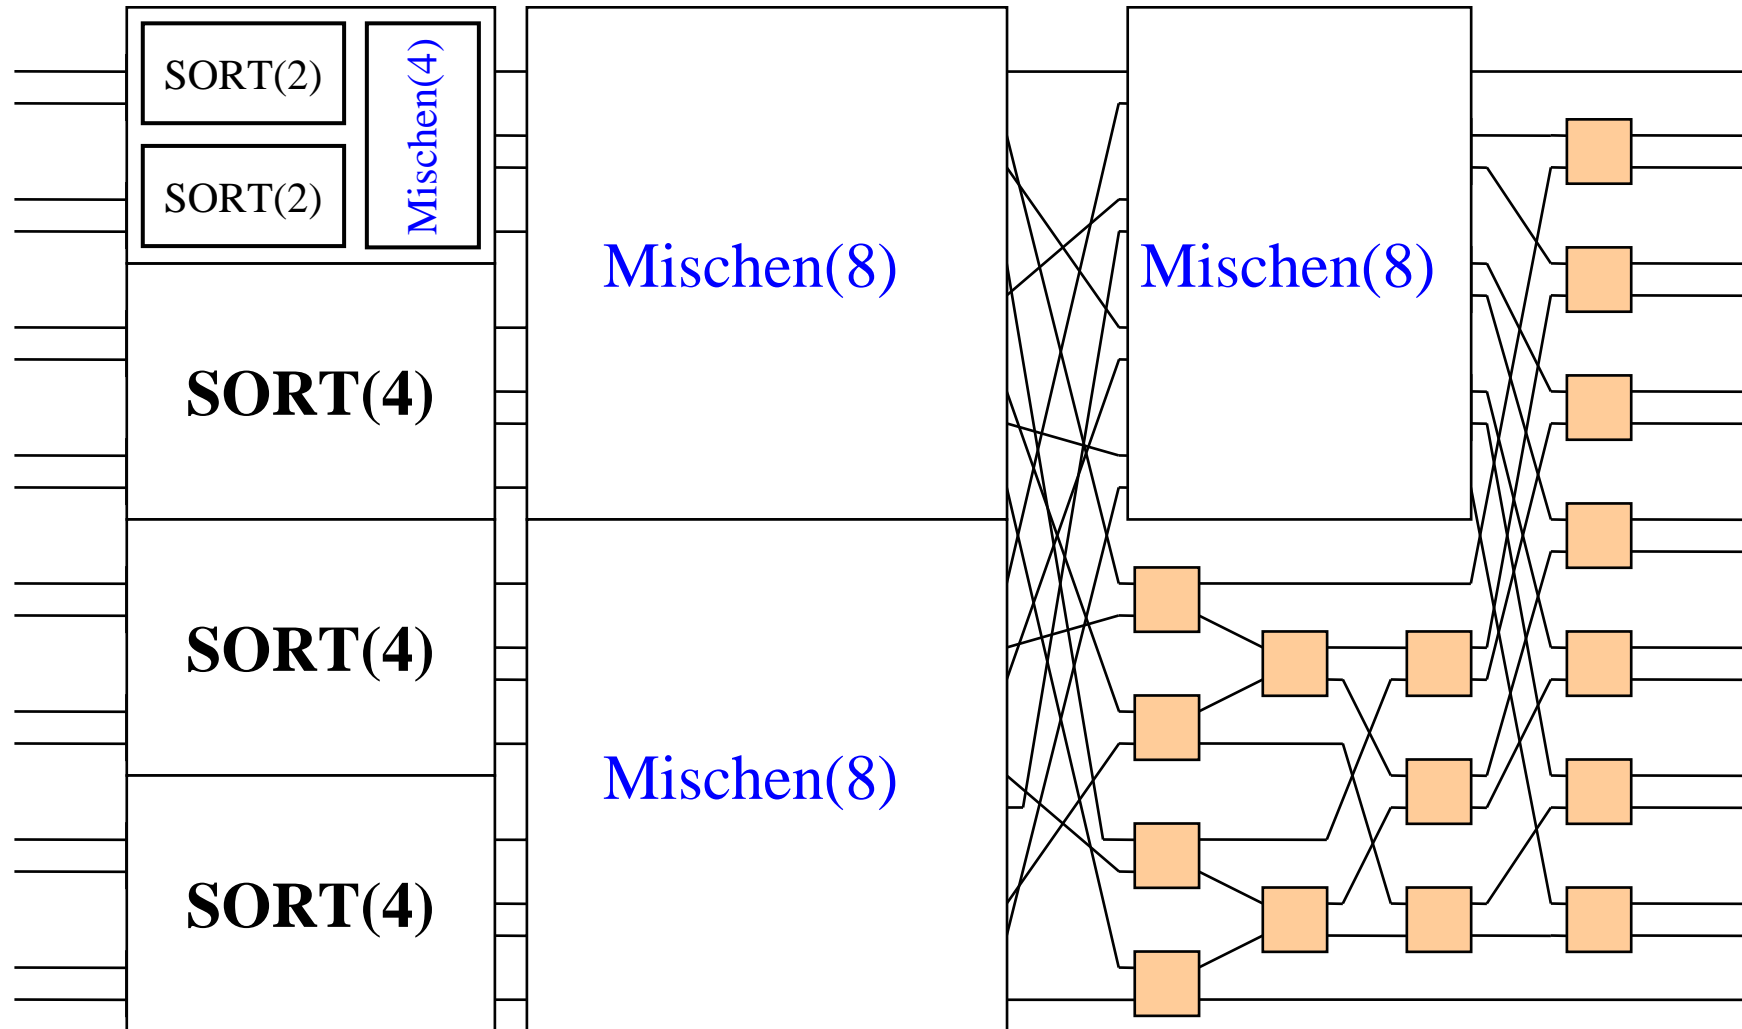 SORT(2)
Mischen(4)
SORT(2)
Mischen(8)
Mischen(8)
SORT(4)
SORT(4)
Mischen(8)
SORT(4)